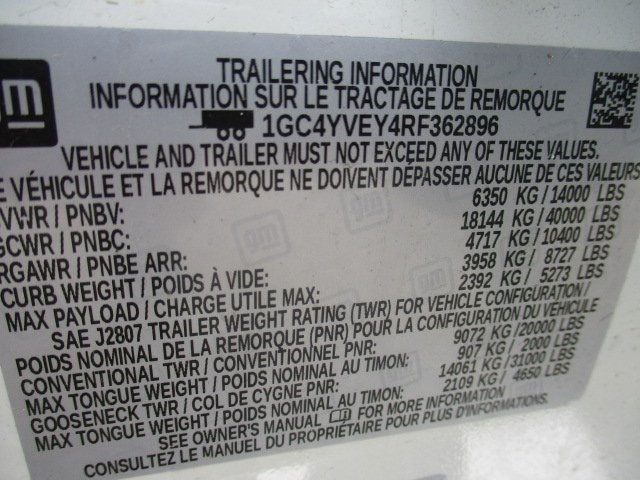 gm
TRAILERING INFORMATION
INFORMATION SUR LE TRACTAGE DE REMORQUE
1GC4YVEY4RF362896
VEHICLE AND TRAILER MUST NOT EXCEED ANY OF THESE VALUES.
E VÉHICULE ET LA REMORQUE NE DOIVENT DÉPASSER AUCUNE DE CES VALEURS
VWR / PNBV: 6350 KG / 14000 LBS
GCWR / PNBC: 18144 KG / 40000 LBS
RGAWR / PNBE ARR: 4717 KG / 10400 LBS
CURB WEIGHT / POIDS À VIDE: 3958 KG / 8727 LBS
MAX PAYLOAD / CHARGE UTILE MAX: 2392 KG / 5273 LBS
SAE J2807 TRAILER WEIGHT RATING (TWR) FOR VEHICLE CONFIGURATION /
POIDS NOMINAL DE LA REMORQUE (PNR) POUR LA CONFIGURATION DU VÉHICULE
CONVENTIONAL TWR / CONVENTIONNEL PNR: 9072 KG / 20000 LBS
MAX TONGUE WEIGHT / POIDS NOMINAL AU TIMON: 907 KG / 2000 LBS
GOOSENECK TWR / COL DE CYGNE PNR: 14061 KG / 31000 LBS
MAX TONGUE WEIGHT / POIDS NOMINAL AU TIMON: 2109 KG / 4650 LBS
SEE OWNER'S MANUAL FOR MORE INFORMATION
CONSULTEZ LE MANUEL DU PROPRIÉTAIRE POUR PLUS D'INFORMATIONS.